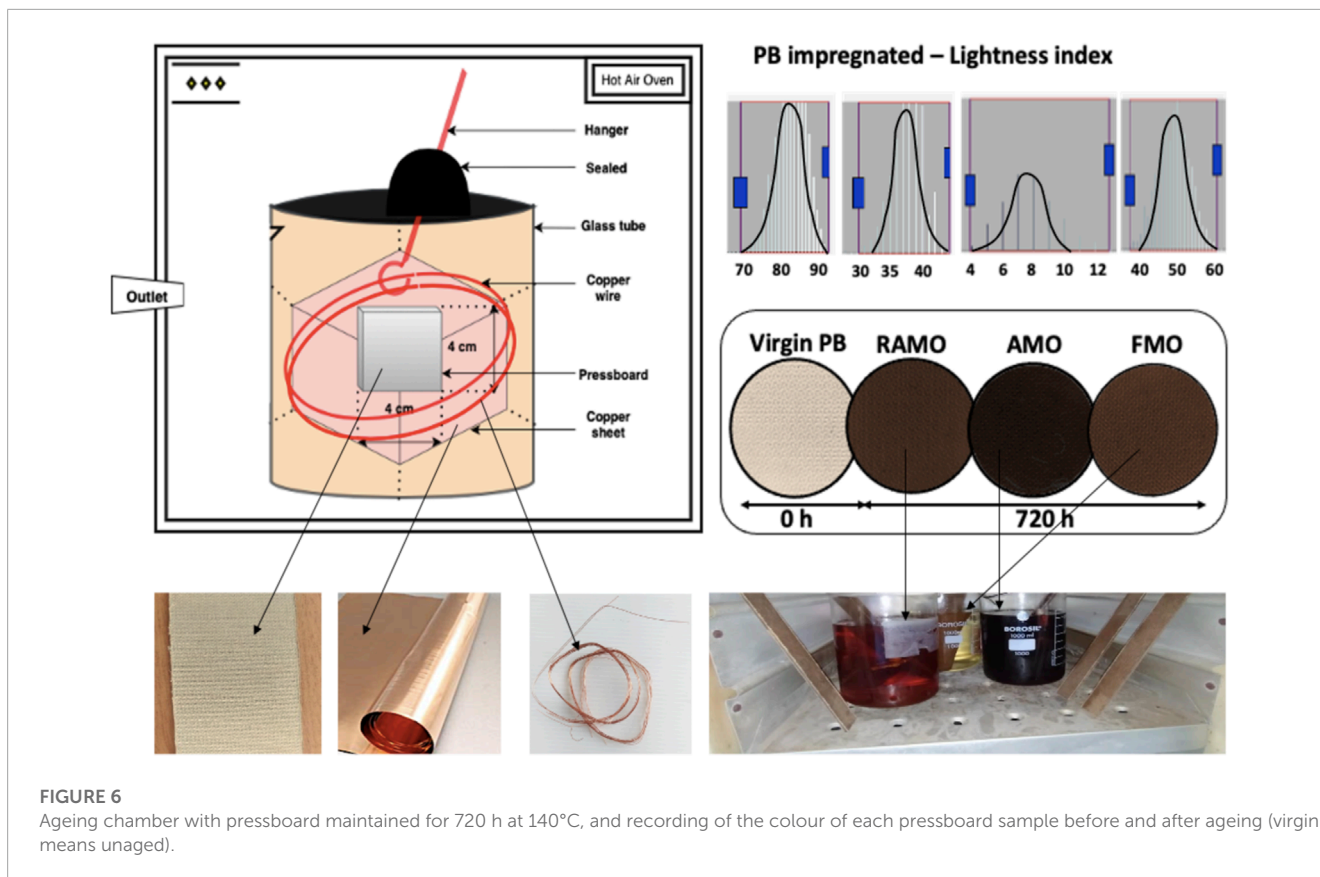 Hot Air Oven
Hanger
Sealed
Glass tube
Copper
wire
4 cm
Pressboard
4 cm
Copper
sheet
Outlet
PB impregnated – Lightness index
70 80 90 30 35 40 4 6 8 10 12 40 50 60
Virgin PB RAMO AMO FMO
0 h 720 h
BOROSIL
1000 ml
1000
FIGURE 6
Ageing chamber with pressboard maintained for 720 h at 140°C, and recording of the colour of each pressboard sample before and after ageing (virgin
means unaged).